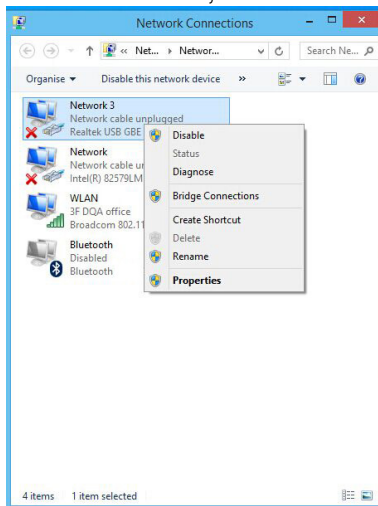 Network Connections
Net... Networ...
Search Ne...
Organise
Disable this network device
Network 3
Network cable unplugged
Realtek USB GBE
Network
Network cable un
Intel(R) 82579LM
WLAN
3F DQA office
Broadcom 802.11
Bluetooth
Disabled
Bluetooth
Disable
Status
Diagnose
Bridge Connections
Create Shortcut
Delete
Rename
Properties
4 items 1 item selected